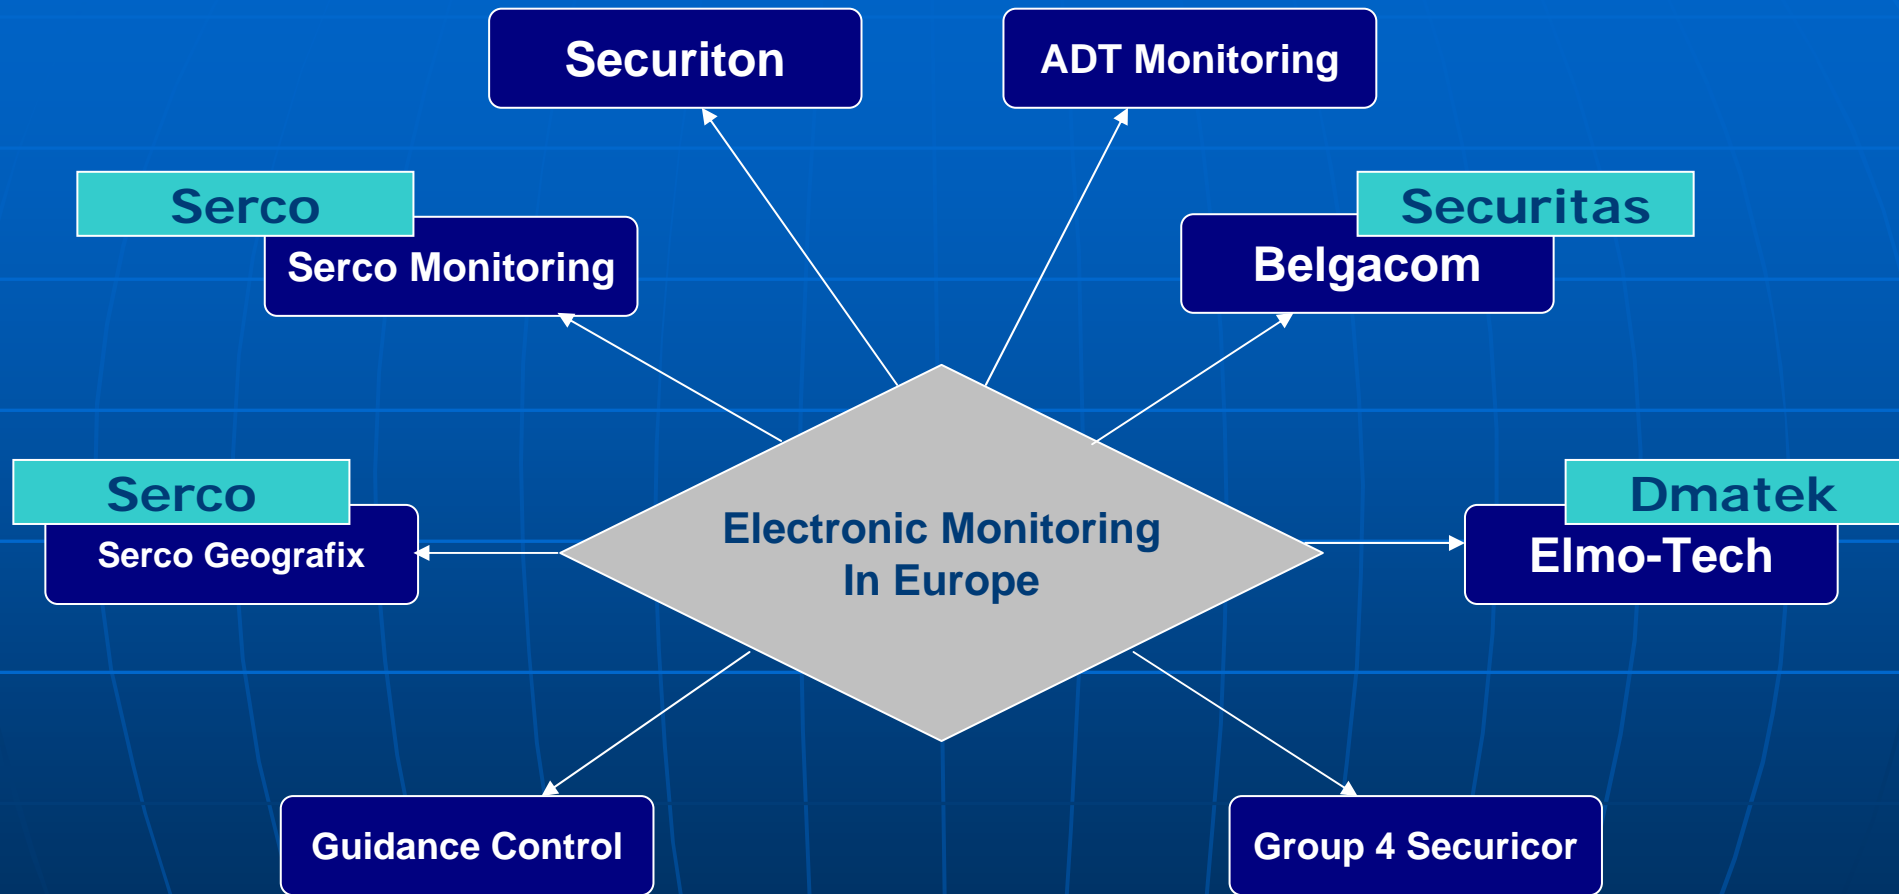 Securiton
ADT Monitoring
Serco
Securitas
Serco Monitoring
Belgacom
Serco
Dmatek
Serco Geografix
Electronic Monitoring
In Europe
Elmo-Tech
Guidance Control
Group 4 Securicor